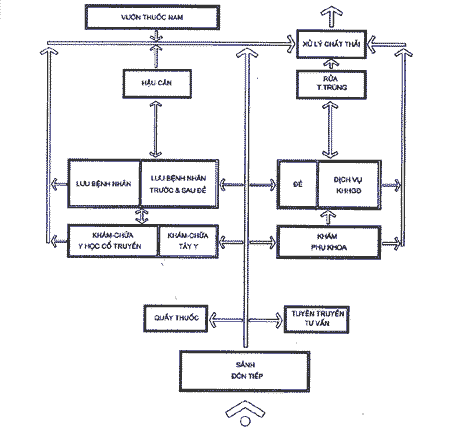 VƯỜN THUỐC NAM
XỬ LÝ CHẤT THẢI
HẬU CẦN
RỬA
T.TRÙNG
LƯU BỆNH NHÂN
LƯU BỆNH NHÂN
TRƯỚC & SAU ĐẺ
ĐẺ
DỊCH VỤ
KHHGĐ
KHÁM-CHỮA
Y HỌC CỔ TRUYỀN
KHÁM-CHỮA
TÂY Y
KHÁM
PHỤ KHOA
QUẦY THUỐC
TUYÊN TRUYỀN
TƯ VẤN
SẢNH
ĐÓN TIẾP